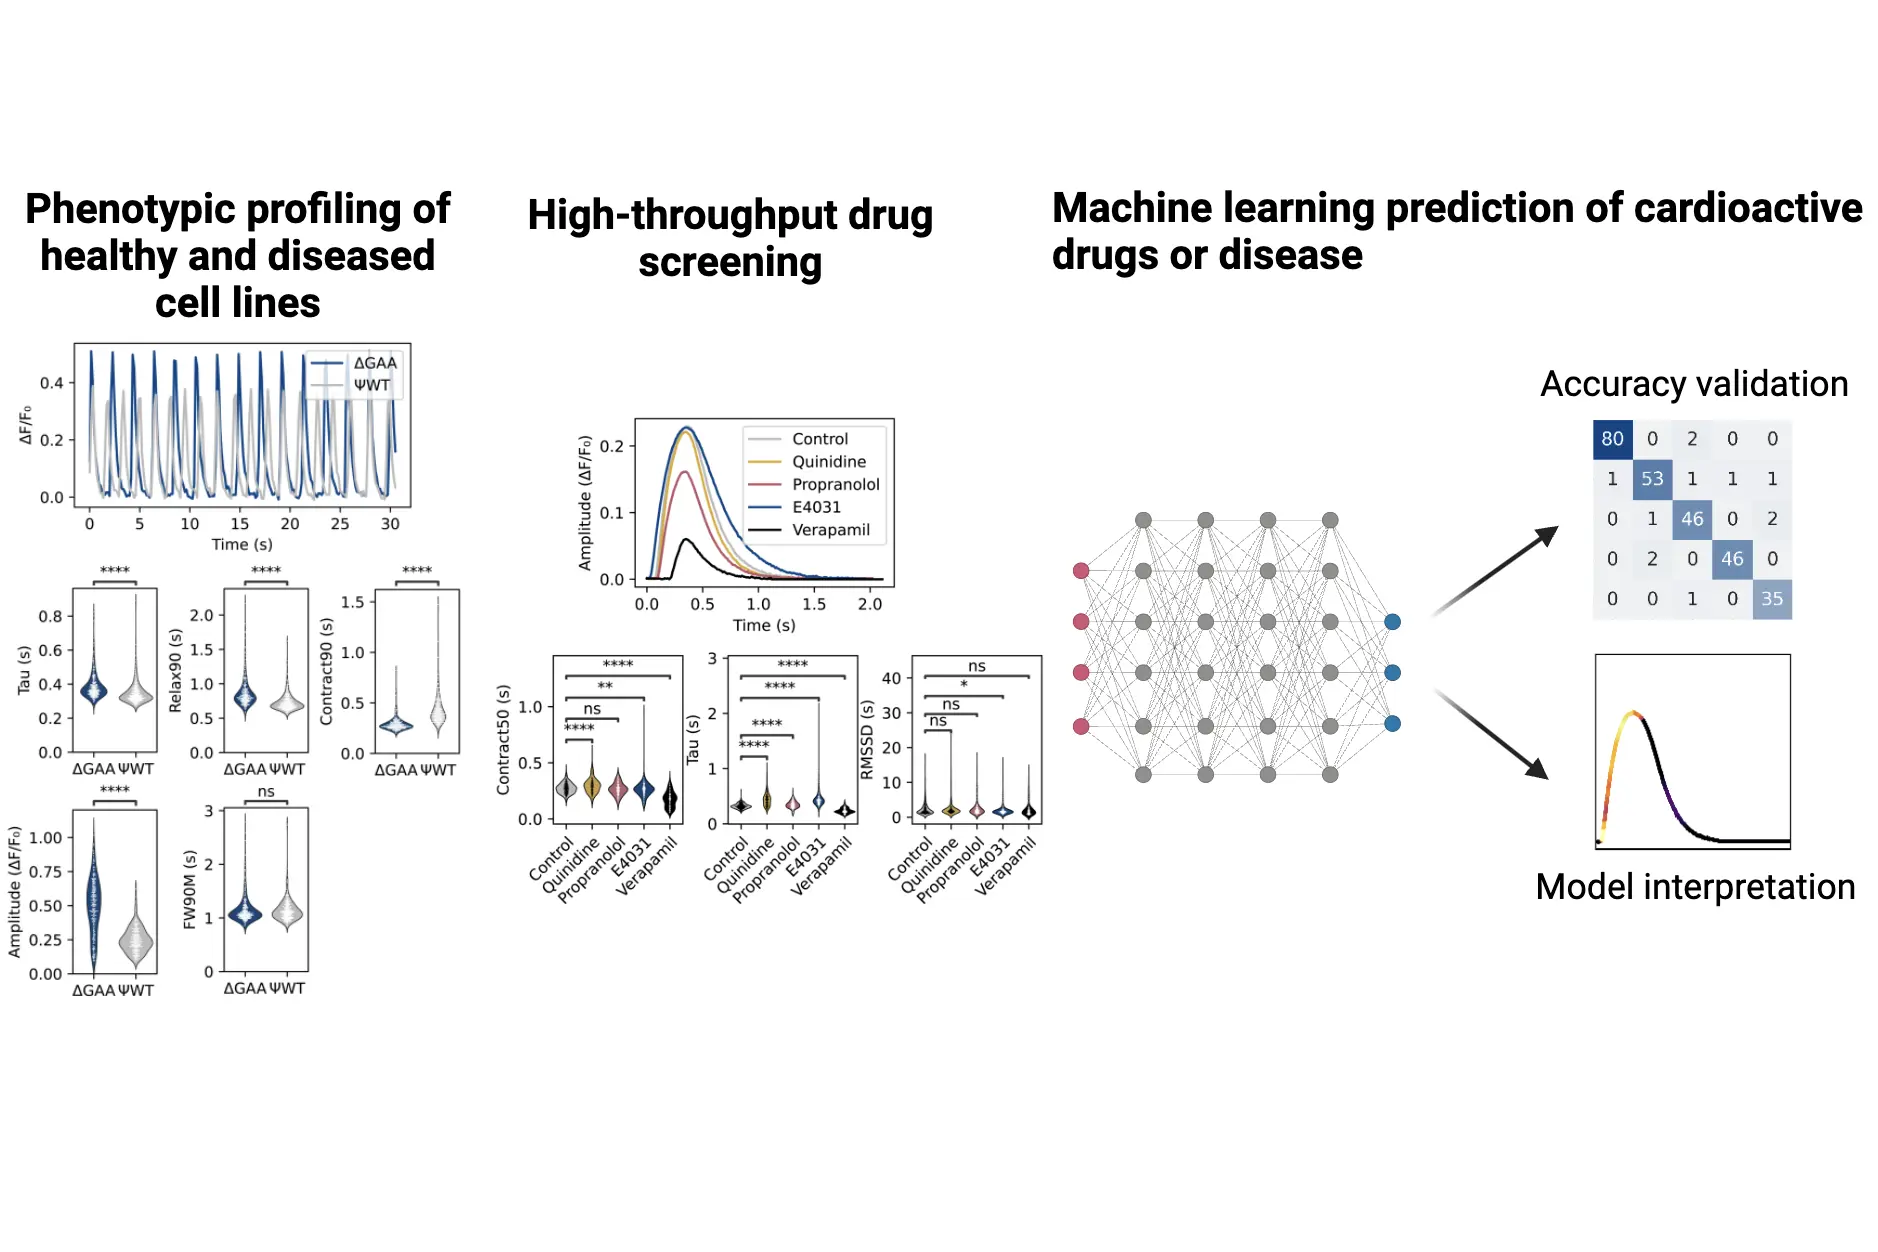 Phenotypic profiling of
healthy and diseased
cell lines
ΔGAA
ΨWT
ΔF/F₀
0.4
0.2
0.0
0 5 10 15 20 25 30
Time (s)
****
Tau (s)
0.8
0.6
0.4
0.2
0.0
ΔGAA ΨWT
****
Relax90 (s)
2.0
1.5
1.0
0.5
0.0
ΔGAA ΨWT
****
Contract90 (s)
1.5
1.0
0.5
0.0
ΔGAA ΨWT
****
Amplitude (ΔF/F₀)
1.00
0.75
0.50
0.25
0.00
ΔGAA ΨWT
ns
FW90M (s)
3
2
1
0
ΔGAA ΨWT
High-throughput drug
screening
Control
Quinidine
Propranolol
E4031
Verapamil
Amplitude (ΔF/F₀)
0.2
0.1
0.0
0.0 0.5 1.0 1.5 2.0
Time (s)
****
**
ns
****
Contract50 (s)
1.0
0.5
0.0
Control Quinidine Propranolol E4031 Verapamil
****
****
****
****
Tau (s)
3
2
1
0
Control Quinidine Propranolol E4031 Verapamil
ns
*
ns
ns
RMSSD (s)
40
30
20
10
0
Control Quinidine Propranolol E4031 Verapamil
Machine learning prediction of cardioactive
drugs or disease
Accuracy validation
80 0 2 0 0
1 53 1 1 1
0 1 46 0 2
0 2 0 46 0
0 0 1 0 35
Model interpretation